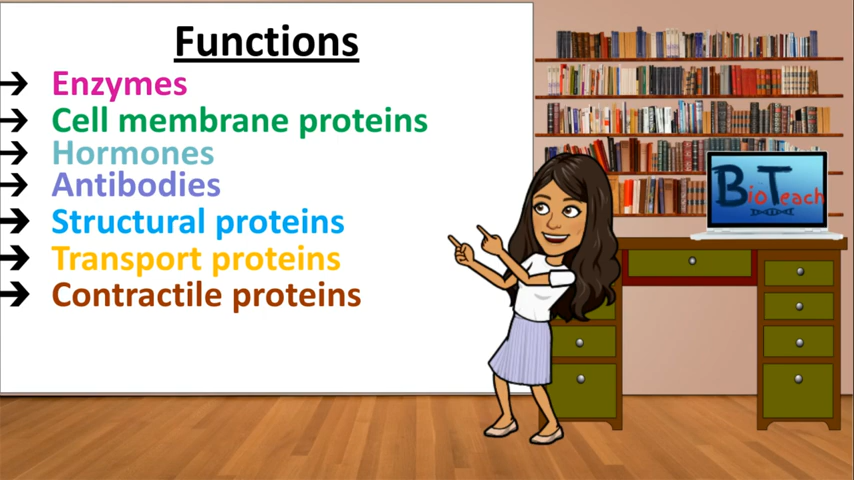 Functions
→ Enzymes
→ Cell membrane proteins
→ Hormones
→ Antibodies
→ Structural proteins
→ Transport proteins
→ Contractile proteins
BioTeach